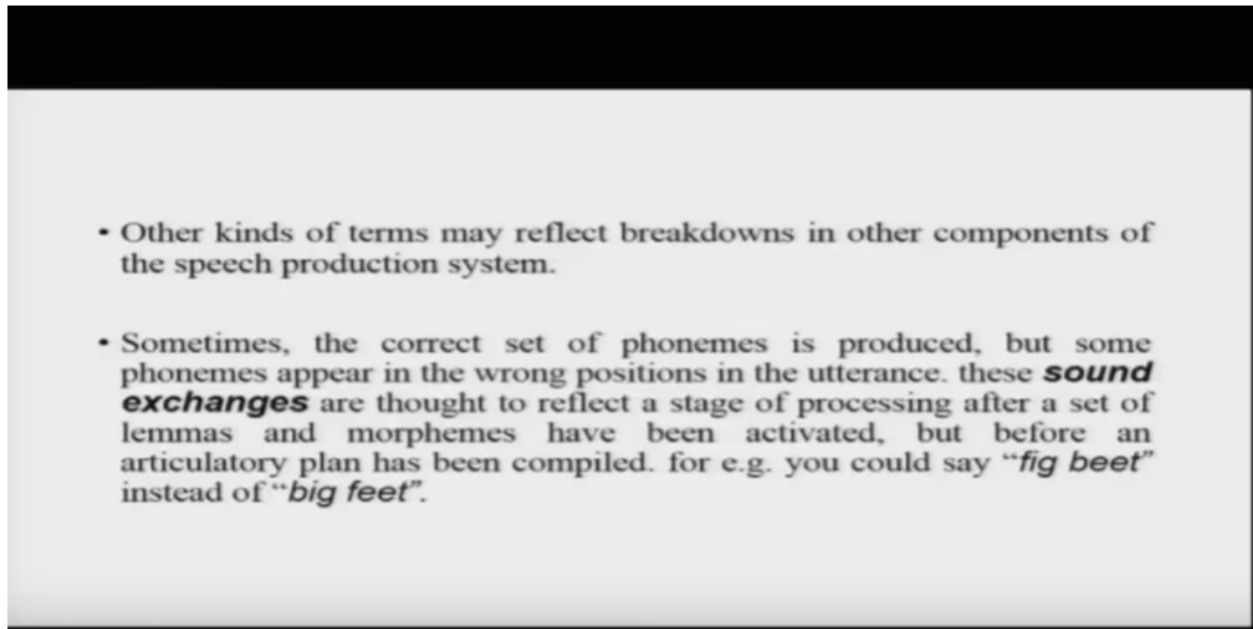 • Other kinds of terms may reflect breakdowns in other components of
the speech production system.
• Sometimes, the correct set of phonemes is produced, but some
phonemes appear in the wrong positions in the utterance. these sound
exchanges are thought to reflect a stage of processing after a set of
lemmas and morphemes have been activated, but before an
articulatory plan has been compiled. for e.g. you could say “fig beet”
instead of “big feet”.